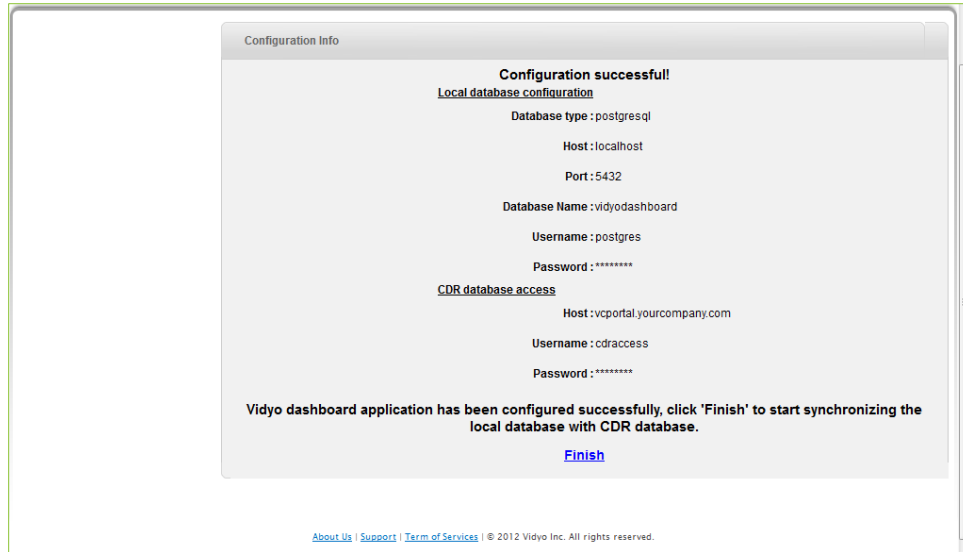 Configuration Info
Configuration successful!
Local database configuration
Database type : postgresql
Host : localhost
Port : 5432
Database Name : vidyodashboard
Username : postgres
Password : ********
CDR database access
Host : vcportal.yourcompany.com
Username : cdraccess
Password : ********
Vidyo dashboard application has been configured successfully, click 'Finish' to start synchronizing the
local database with CDR database.
Finish
About Us | Support | Term of Services | © 2012 Vidyo Inc. All rights reserved.